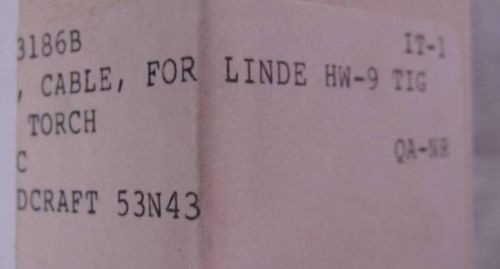 3186B IT-1
, CABLE, FOR LINDE HW-9 TIG
TORCH
C QA-NR
DCRAFT 53N43